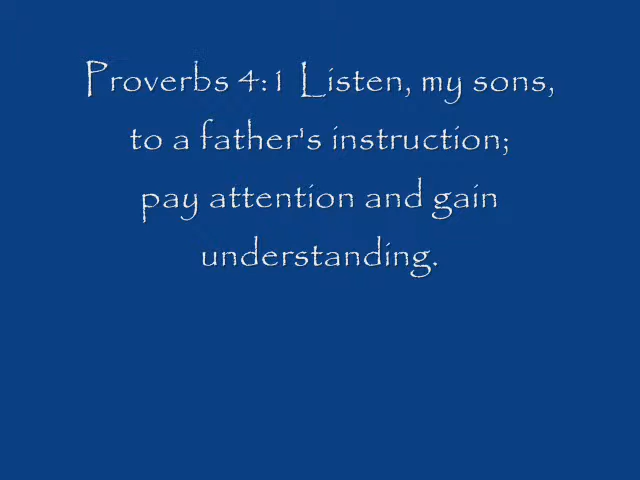 Proverbs 4:1 Listen, my sons,
to a father's instruction;
pay attention and gain
understanding.